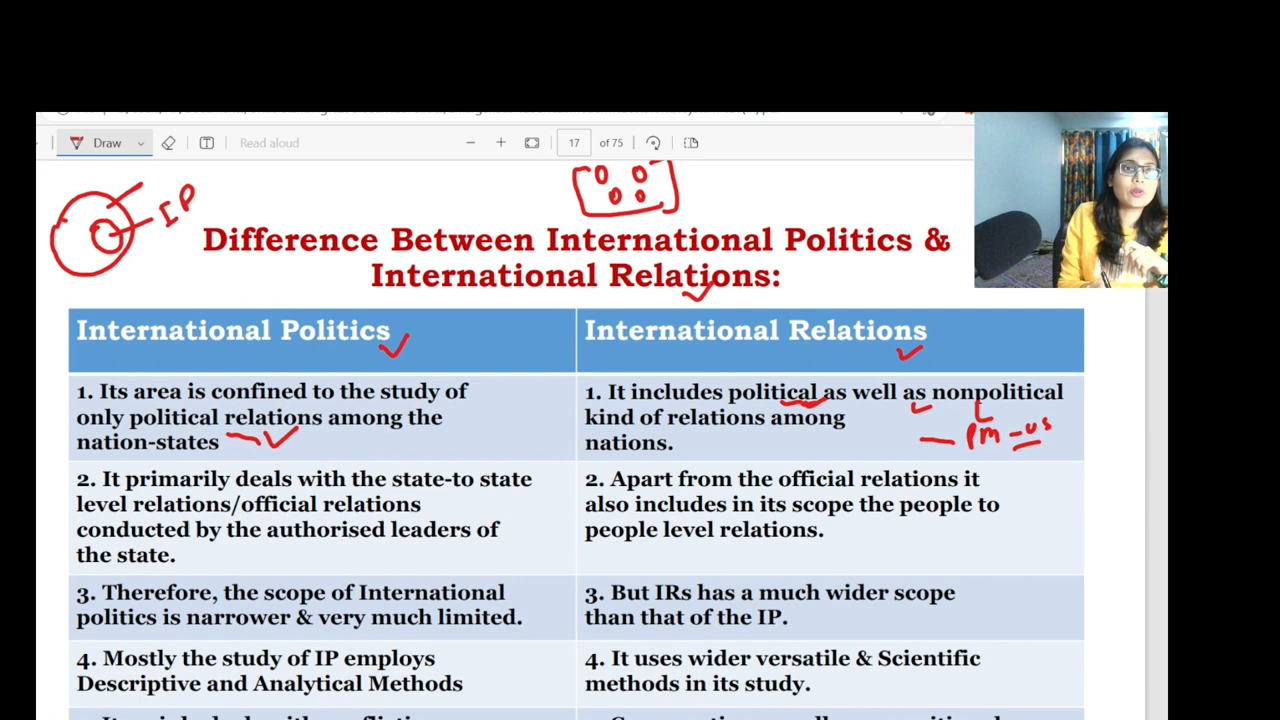 Draw
Read aloud
17 of 75
IP
Difference Between International Politics &
International Relations:
International Politics
International Relations
1. Its area is confined to the study of
only political relations among the
nation-states
1. It includes political as well as nonpolitical
kind of relations among
nations.
PM - US
2. It primarily deals with the state-to state
level relations/official relations
conducted by the authorised leaders of
the state.
2. Apart from the official relations it
also includes in its scope the people to
people level relations.
3. Therefore, the scope of International
politics is narrower & very much limited.
3. But IRs has a much wider scope
than that of the IP.
4. Mostly the study of IP employs
Descriptive and Analytical Methods
4. It uses wider versatile & Scientific
methods in its study.